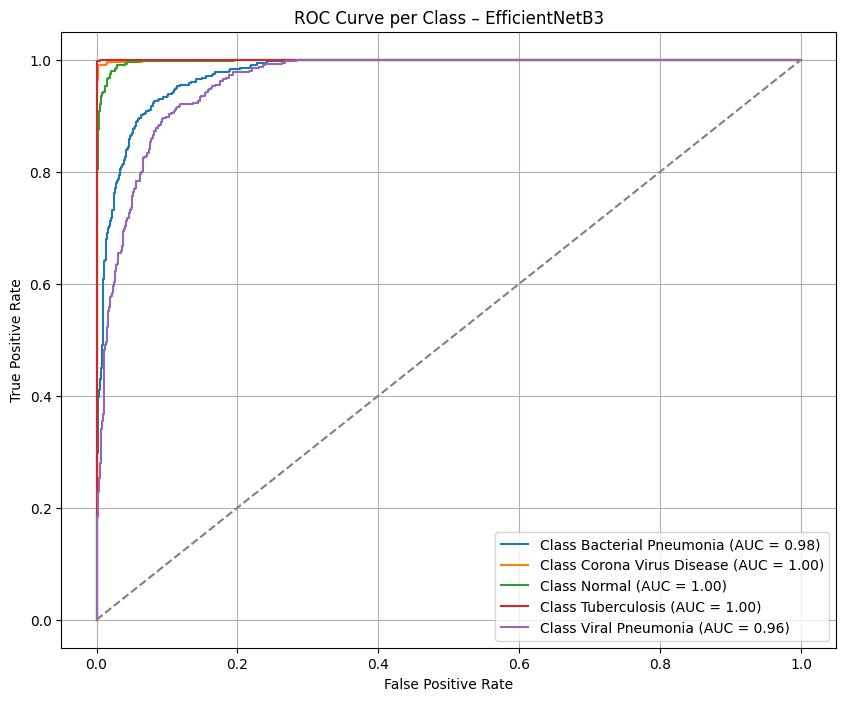 ROC Curve per Class – EfficientNetB3
True Positive Rate
1.0
0.8
0.6
0.4
0.2
0.0
0.0 0.2 0.4 0.6 0.8 1.0
False Positive Rate
Class Bacterial Pneumonia (AUC = 0.98)
Class Corona Virus Disease (AUC = 1.00)
Class Normal (AUC = 1.00)
Class Tuberculosis (AUC = 1.00)
Class Viral Pneumonia (AUC = 0.96)